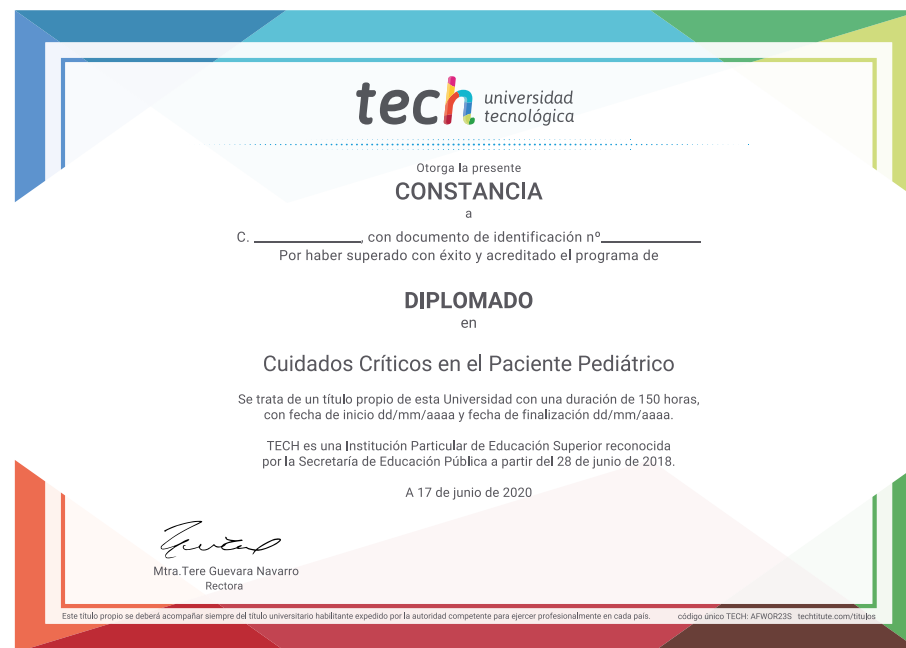 tech universidad
tecnológica
Otorga la presente
CONSTANCIA
a
C. ______________, con documento de identificación nº_____________
Por haber superado con éxito y acreditado el programa de
DIPLOMADO
en
Cuidados Críticos en el Paciente Pediátrico
Se trata de un título propio de esta Universidad con una duración de 150 horas,
con fecha de inicio dd/mm/aaaa y fecha de finalización dd/mm/aaaa.
TECH es una Institución Particular de Educación Superior reconocida
por la Secretaría de Educación Pública a partir del 28 de junio de 2018.
A 17 de junio de 2020
Mtra.Tere Guevara Navarro
Rectora
Este título propio se deberá acompañar siempre del título universitario habilitante expedido por la autoridad competente para ejercer profesionalmente en cada país. código único TECH: AFWOR23S techtitute.com/titulos